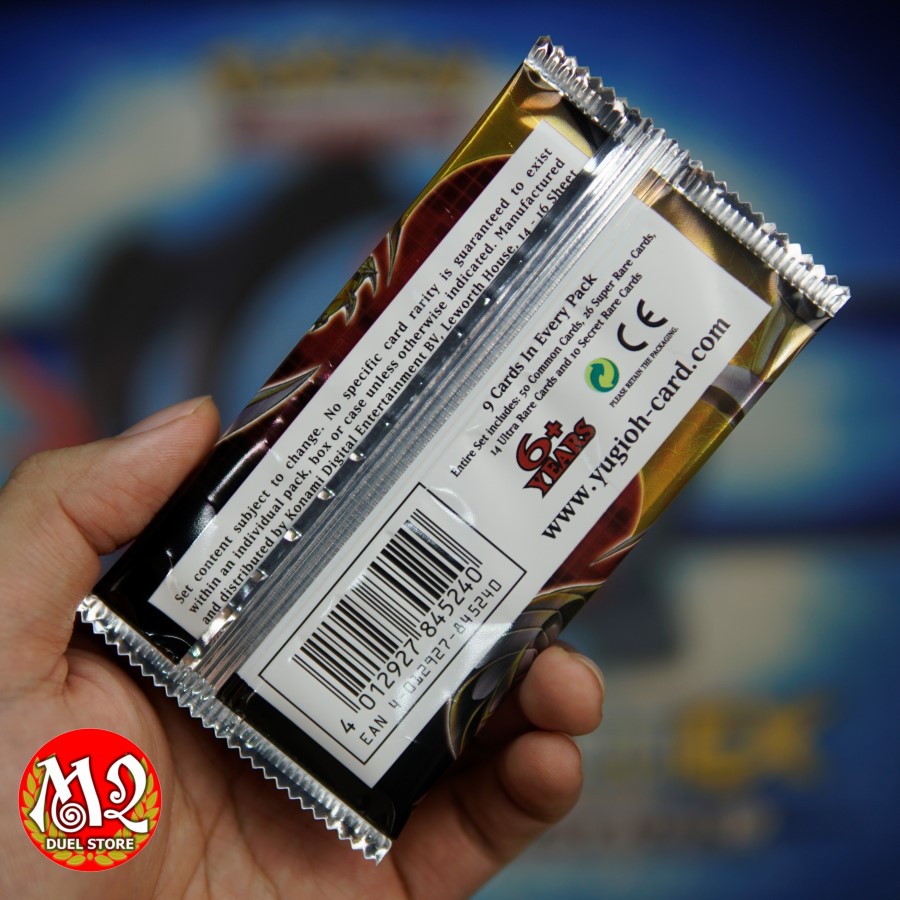 Set content subject to change. No specific card rarity is guaranteed to exist
within an individual pack, box or case unless otherwise indicated. Manufactured
and distributed by Konami Digital Entertainment BV, Leworth House, 14 - 16 Sheet
9 Cards In Every Pack
Entire Set includes: 50 Common Cards, 26 Super Rare Cards,
14 Ultra Rare Cards and 10 Secret Rare Cards
6+
YEARS
CE
PLEASE RETAIN THE PACKAGING.
www.yugioh-card.com
4 012927 845240
EAN 4-012927-845240
M2
DUEL STORE